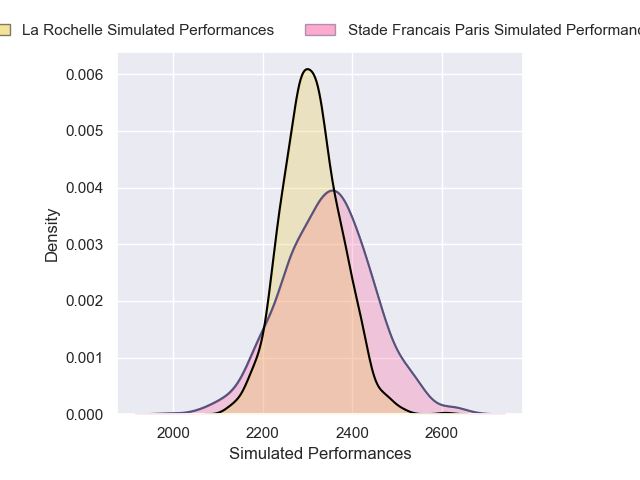 La Rochelle Simulated Performances
Stade Francais Paris Simulated
0.006
0.005
0.004
0.003
0.002
0.001
0.000
Density
2000 2200 2400 2600
Simulated Performances